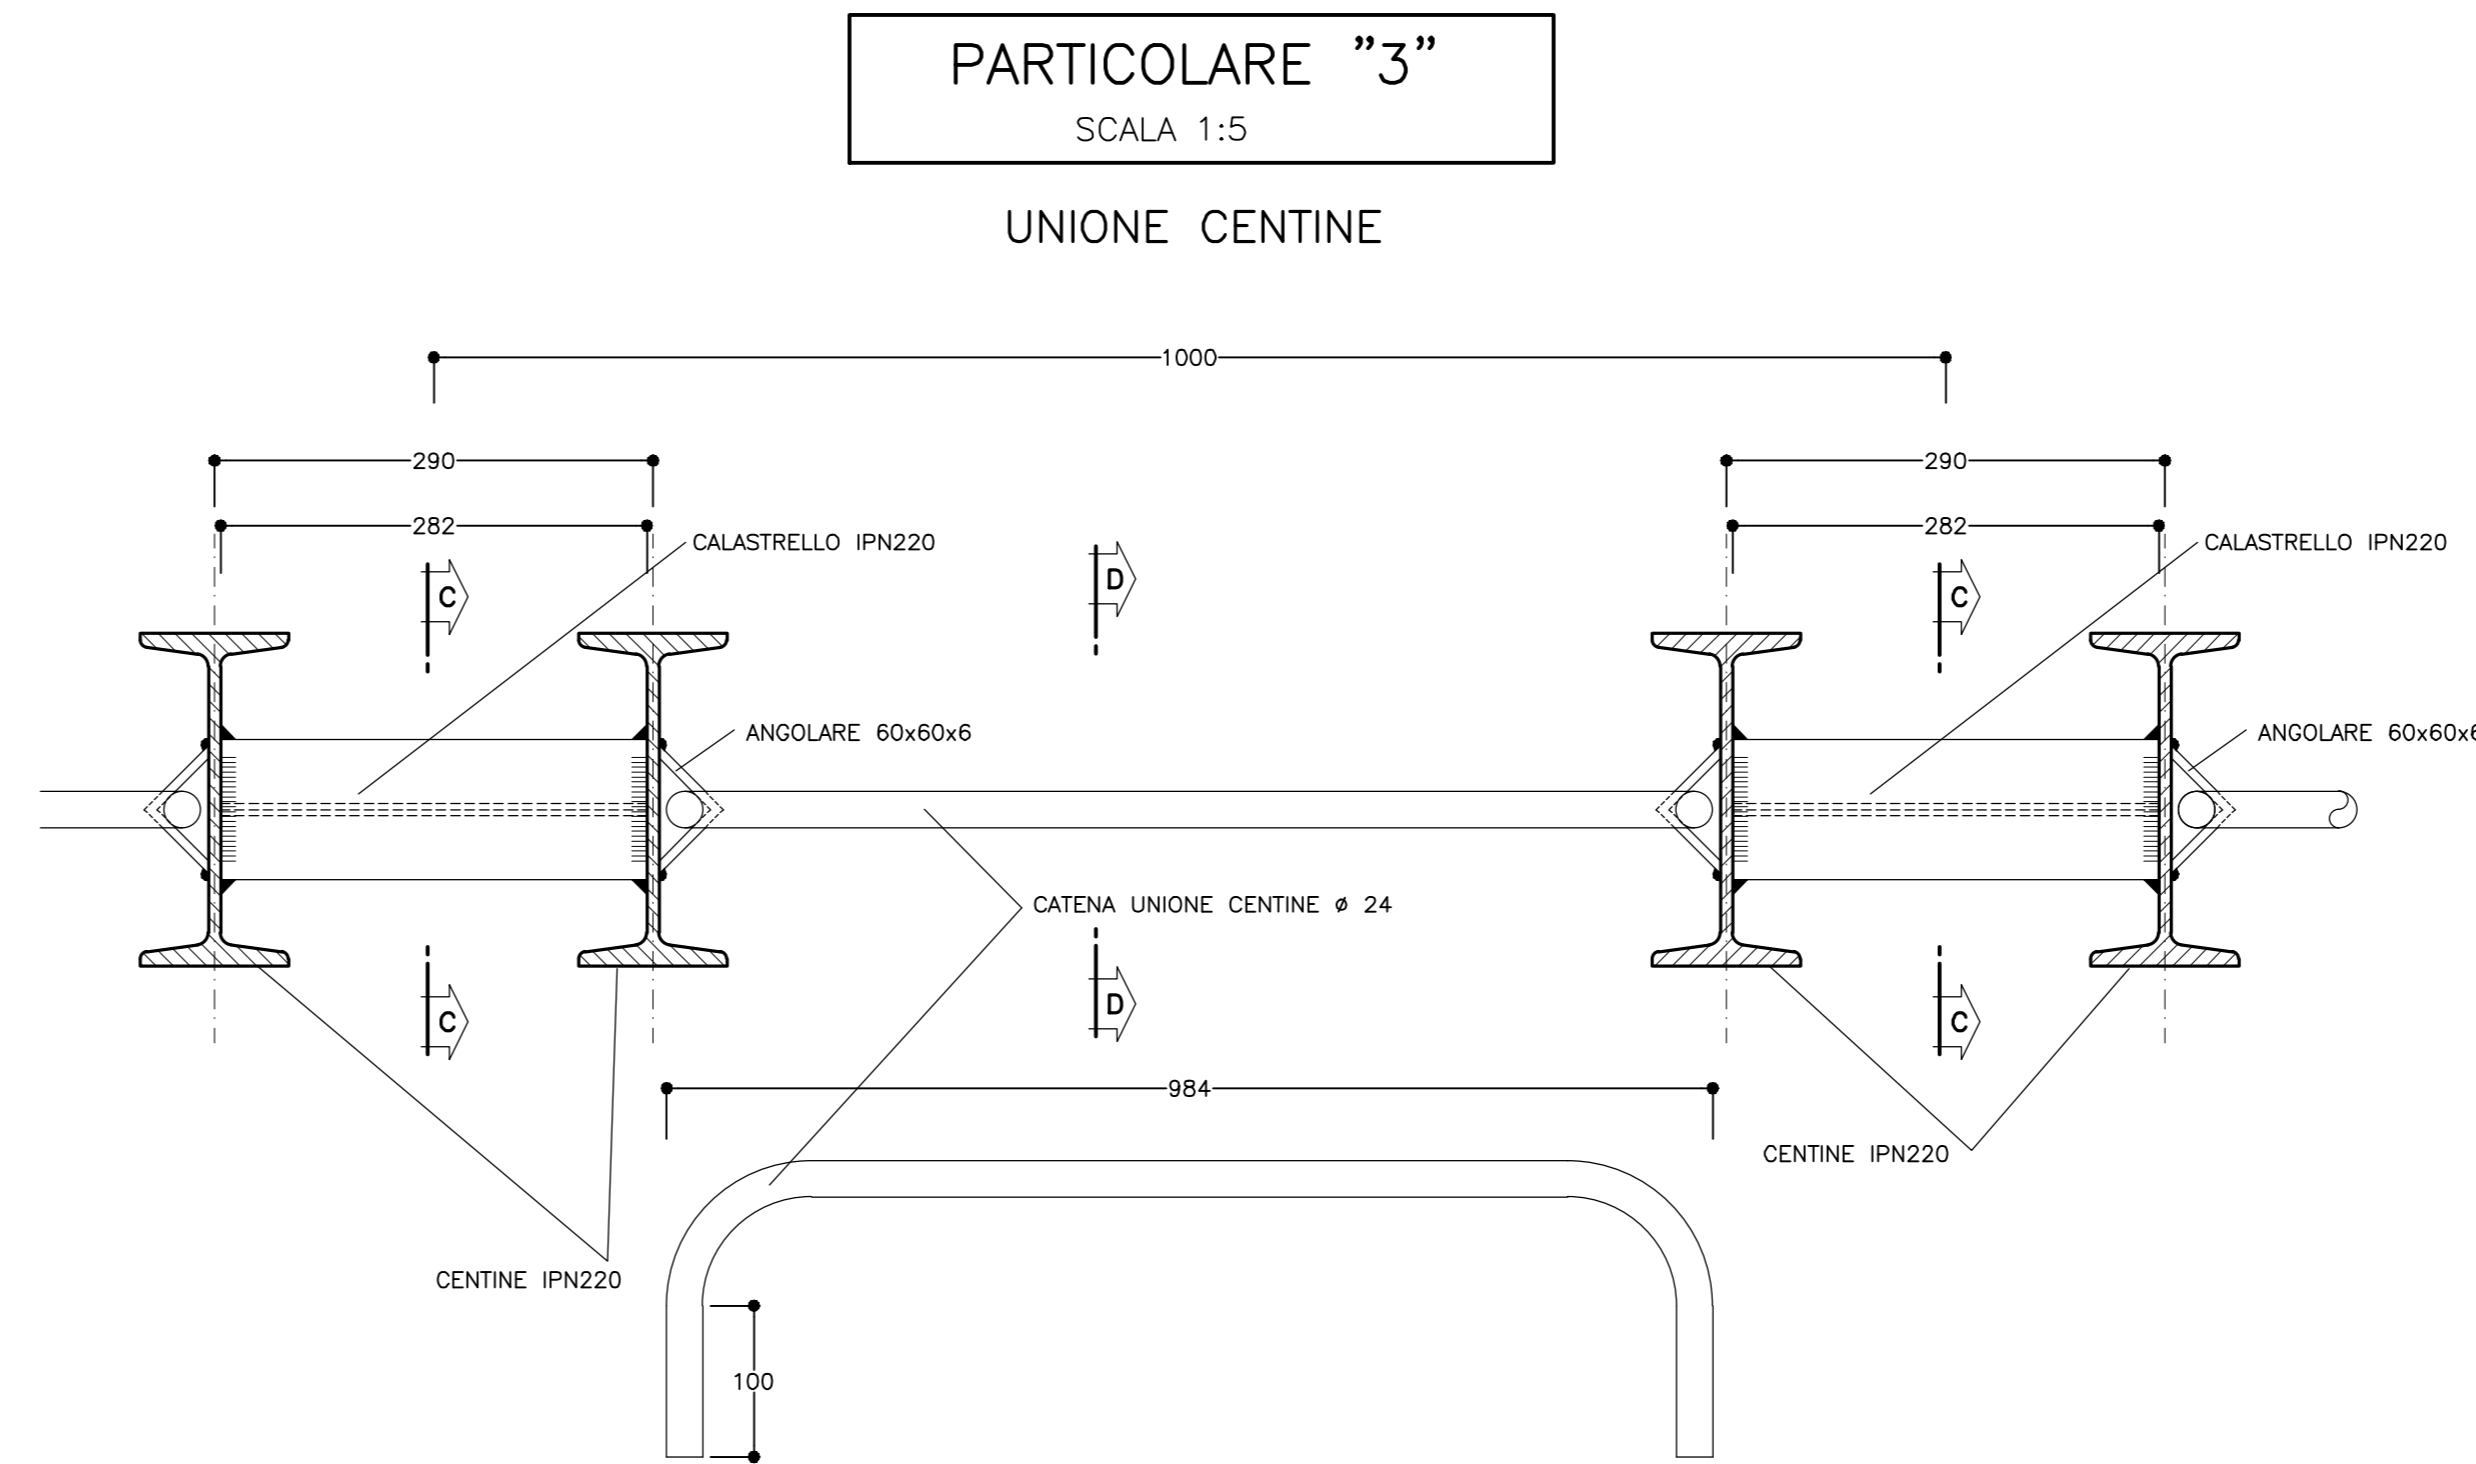 PARTICOLARE "3"
SCALA 1:5
UNIONE CENTINE
1000
290
290
282
282
CALASTRELLO IPN220
CALASTRELLO IPN220
C
D
C
ANGOLARE 60x60x6
ANGOLARE 60x60x6
CATENA UNIONE CENTINE ø 24
C
D
C
984
CENTINE IPN220
CENTINE IPN220
100